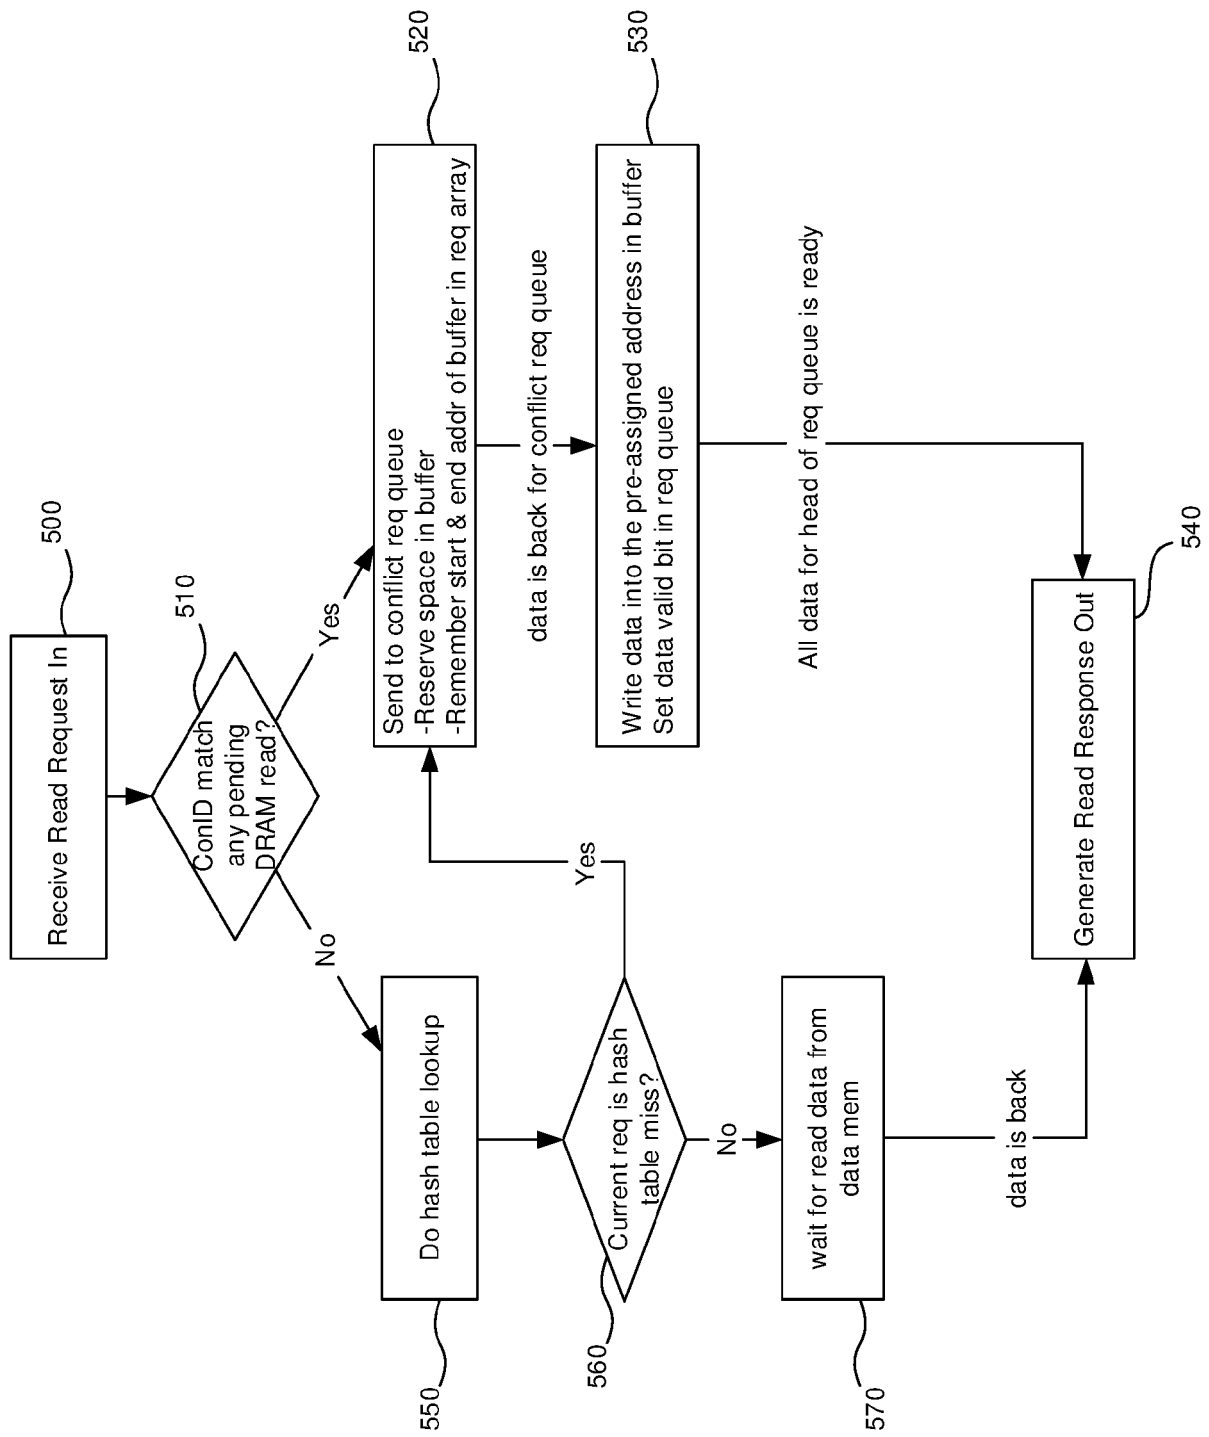 500
Receive Read Request In
510
ConID match
any pending
DRAM read?
Yes
No
520
Send to conflict req queue
-Reserve space in buffer
-Remember start & end addr of buffer in req array
data is back for conflict req queue
530
Write data into the pre-assigned address in buffer
Set data valid bit in req queue
All data for head of req queue is ready
550
Do hash table lookup
560
Current req is hash
table miss?
Yes
No
570
wait for read data from
data mem
data is back
Generate Read Response Out
540